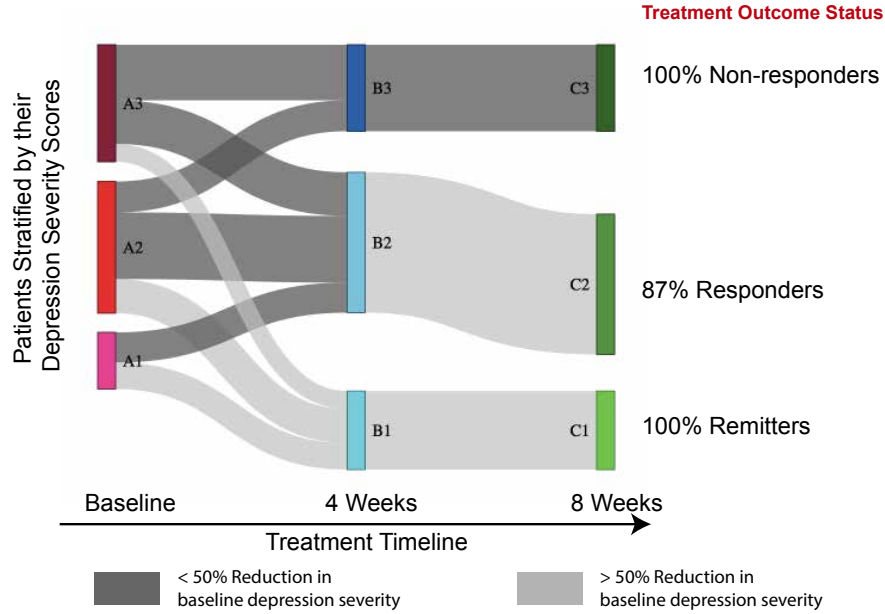 Treatment Outcome Status
Patients Stratified by their
Depression Severity Scores
A3
B3
C3
100% Non-responders
A2
B2
C2
87% Responders
A1
B1
C1
100% Remitters
Baseline
4 Weeks
8 Weeks
Treatment Timeline
< 50% Reduction in
baseline depression severity
> 50% Reduction in
baseline depression severity